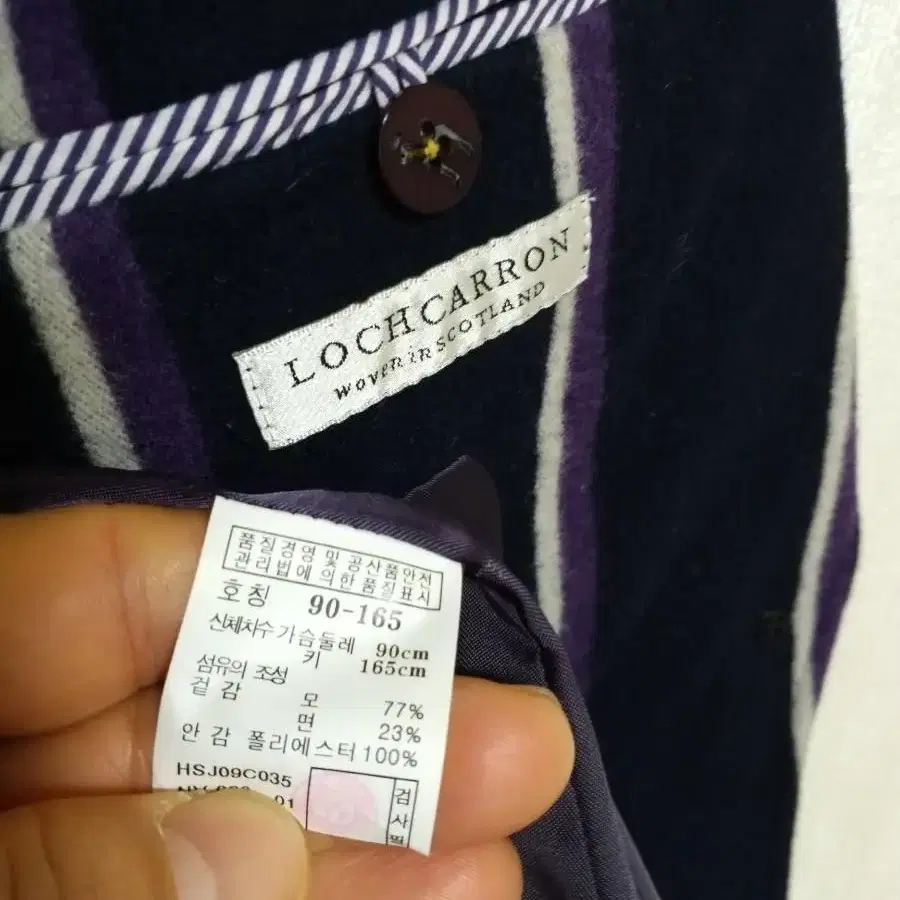 LOCHCARRON
woven in SCOTLAND
품질경영 및 공산품안전
관리법에 의한 품질표시
호칭 90-165
신체차수 가슴둘레 90cm
키 165cm
섬유의 조성
겉 감 모 77%
면 23%
안 감 폴리에스터 100%
HSJ09C035
01
검사